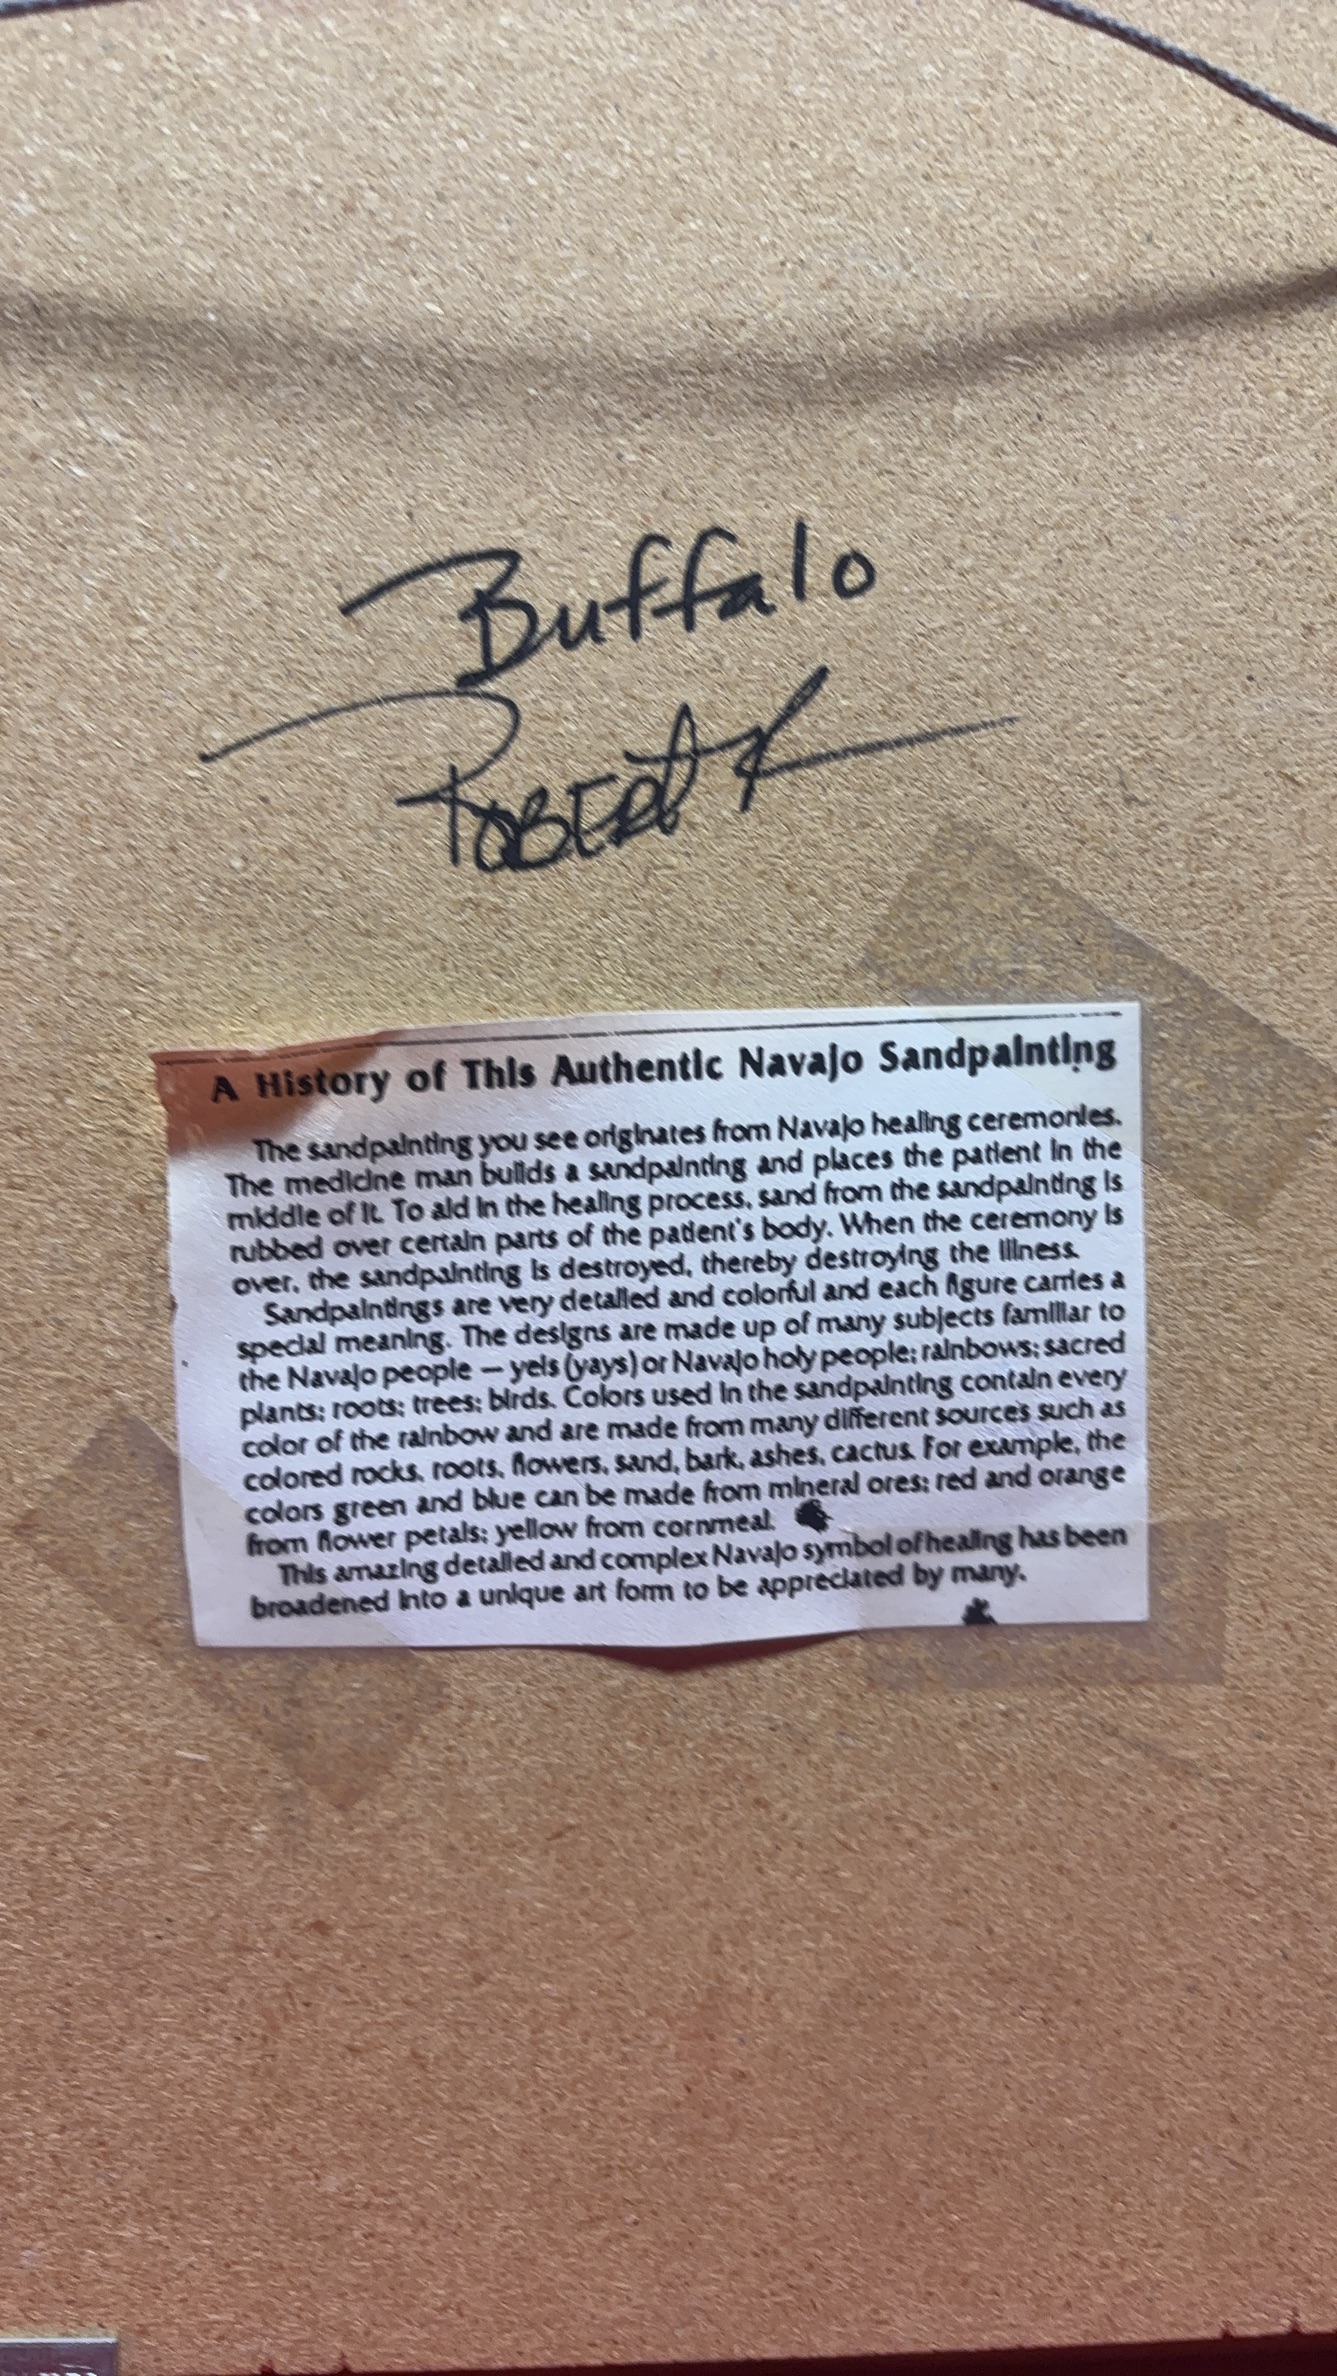 Buffalo
Robert K
A History of This Authentic Navajo Sandpainting
The sandpainting you see originates from Navajo healing ceremonies.
The medicine man builds a sandpainting and places the patient in the
middle of it. To aid in the healing process, sand from the sandpainting is
rubbed over certain parts of the patient's body. When the ceremony is
over, the sandpainting is destroyed, thereby destroying the illness.
Sandpaintings are very detailed and colorful and each figure carries a
special meaning. The designs are made up of many subjects familiar to
the Navajo people — yeis (yays) or Navajo holy people; rainbows; sacred
plants; roots; trees; birds. Colors used in the sandpainting contain every
color of the rainbow and are made from many different sources such as
colored rocks, roots, flowers, sand, bark, ashes, cactus. For example, the
colors green and blue can be made from mineral ores; red and orange
from flower petals; yellow from cornmeal.
This amazing detailed and complex Navajo symbol of healing has been
broadened into a unique art form to be appreciated by many.